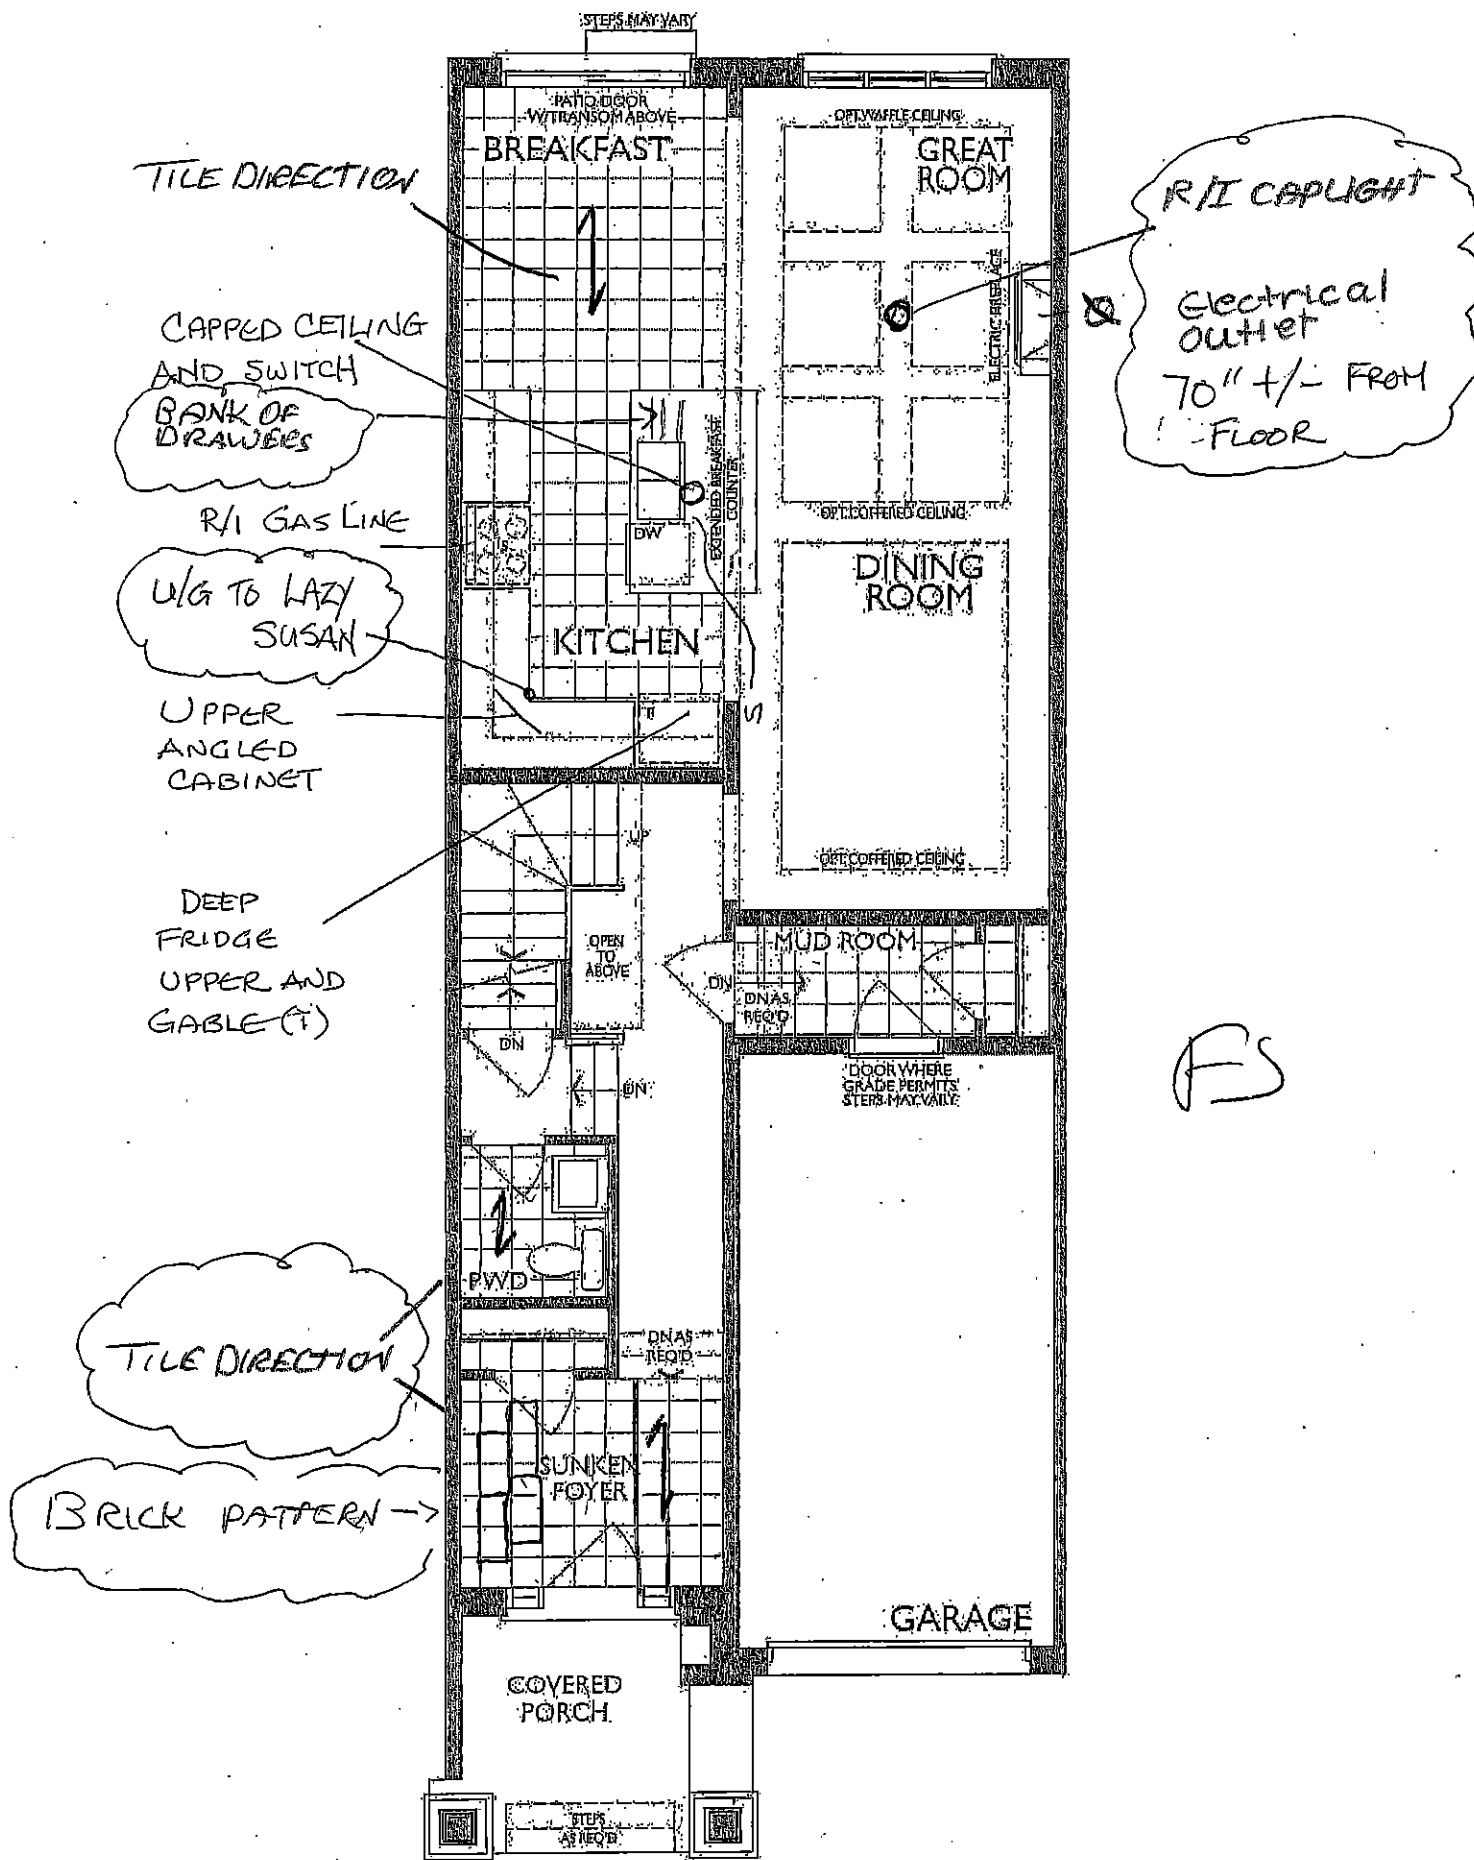 STEPS MAY VARY
PATIO DOOR
W/TRANSOM ABOVE
BREAKFAST
OPT. WAFFLE CEILING
GREAT
ROOM
TILE DIRECTION
R/I CAPLIGHT
Electrical
outlet
70" +/- FROM
FLOOR
ELECTRIC FIREPLACE
CAPPED CEILING
AND SWITCH
BANK OF
DRAWERS
EXTENDED BREAKFAST
COUNTER
R/I GAS LINE
DW
OPT. COFFERED CEILING
DINING
ROOM
U/G TO LAZY
SUSAN
KITCHEN
UPPER
ANGLED
CABINET
F
S
UP
OPT. COFFERED CEILING
DEEP
FRIDGE
UPPER AND
GABLE (T)
OPEN
TO
ABOVE
MUD ROOM
DN
DN AS
REQ'D
DN
DN
DOOR WHERE
GRADE PERMITS
STEPS MAY VARY
FS
PWD
DN AS
REQ'D
TILE DIRECTION
SUNKEN
FOYER
BRICK PATTERN
GARAGE
COVERED
PORCH
STEPS
AS REQ'D